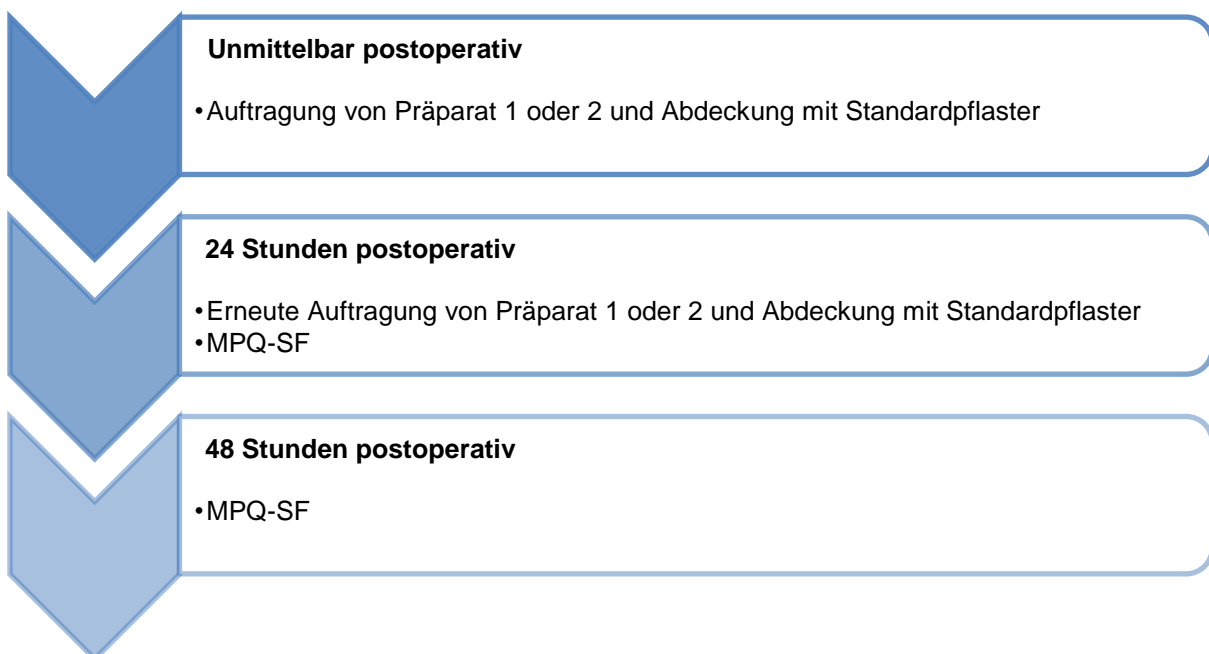 Unmittelbar postoperativ
•Auftragung von Präparat 1 oder 2 und Abdeckung mit Standardpflaster
24 Stunden postoperativ
•Erneute Auftragung von Präparat 1 oder 2 und Abdeckung mit Standardpflaster
•MPQ-SF
48 Stunden postoperativ
•MPQ-SF